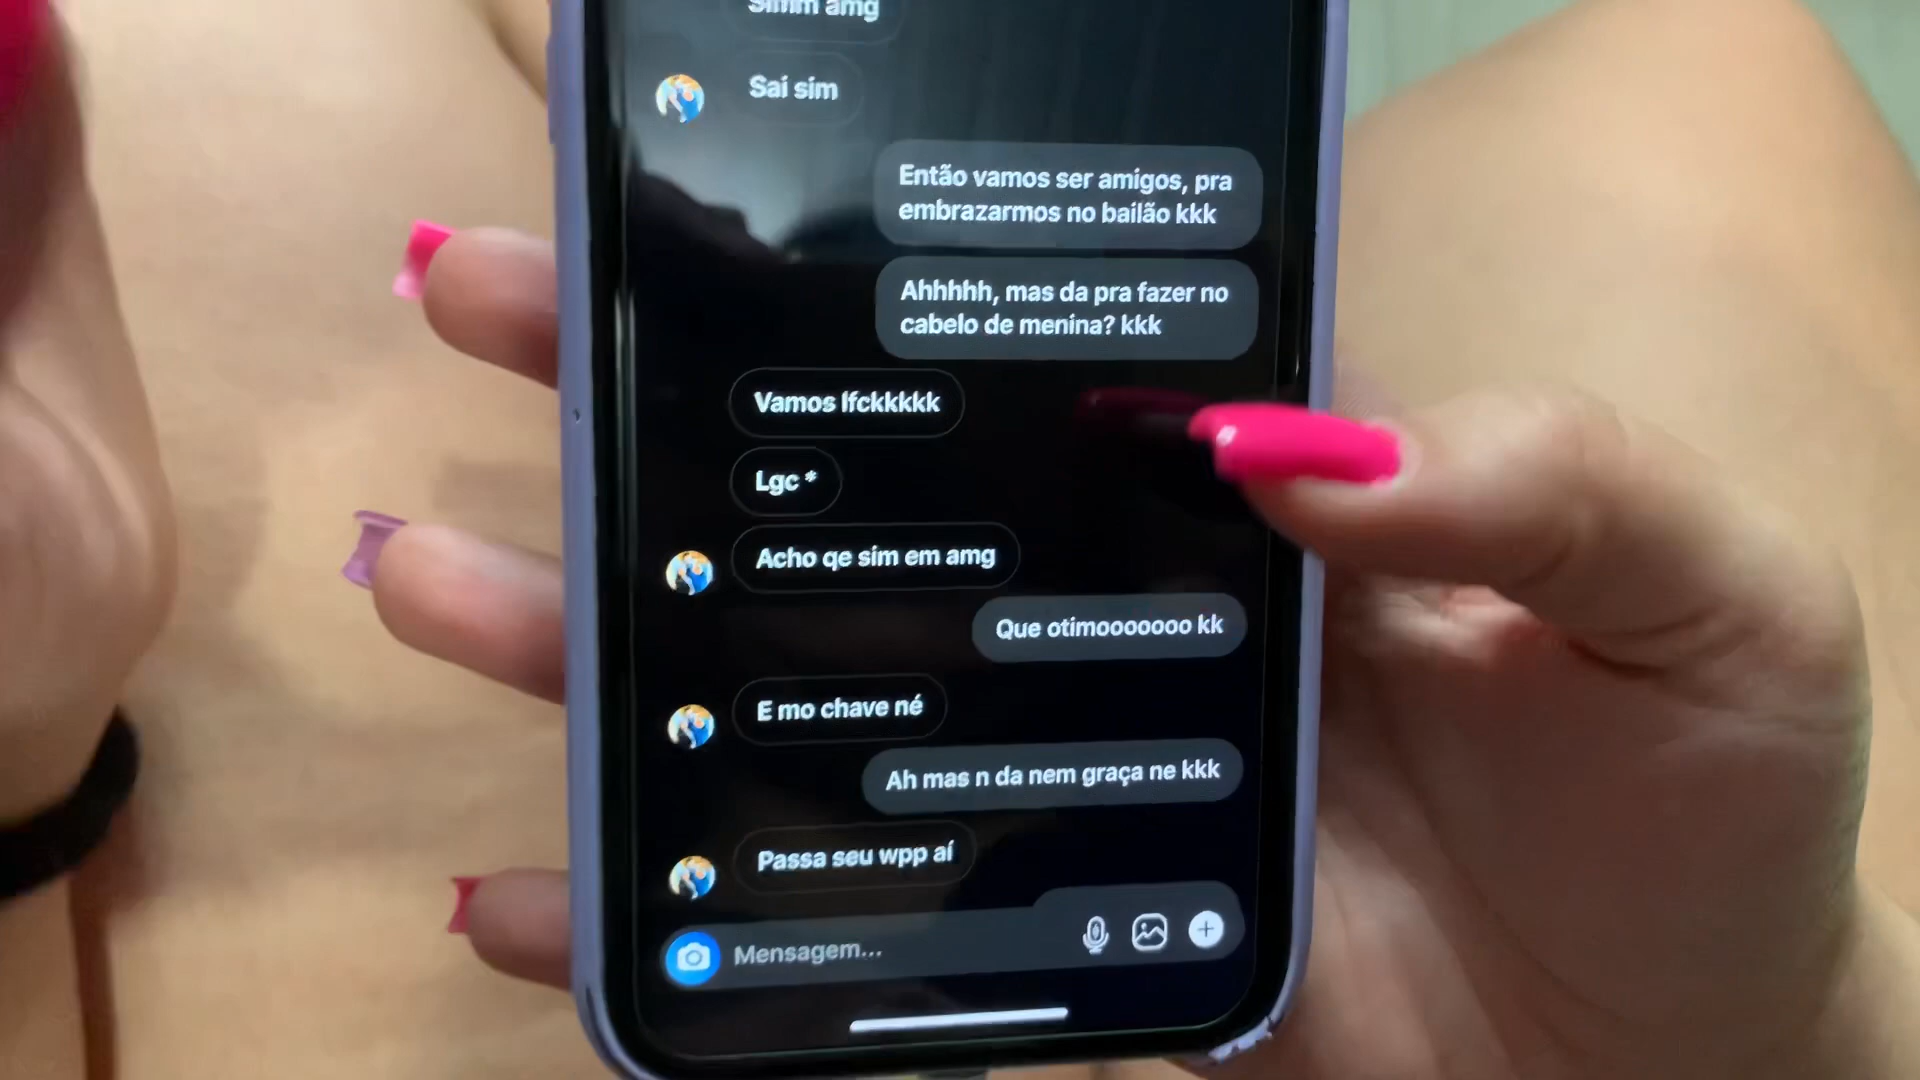 Simm amg
Sai sim
Então vamos ser amigos, pra
embrazarmos no bailão kkk
Ahhhhh, mas da pra fazer no
cabelo de menina? kkk
Vamos lfckkkkk
Lgc *
Acho qe sim em amg
Que otimooooooo kk
E mo chave né
Ah mas n da nem graça ne kkk
Passa seu wpp aí
Mensagem...